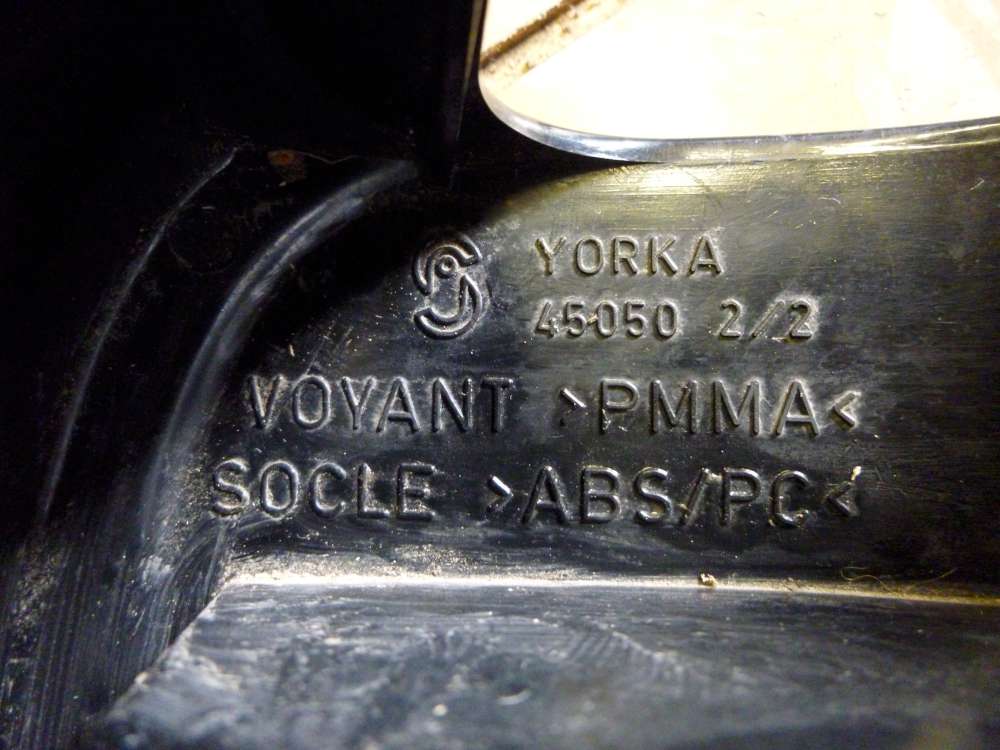 YORKA
45050 2/2
VOYANT >PMMA<
SOCLE >ABS/PC<